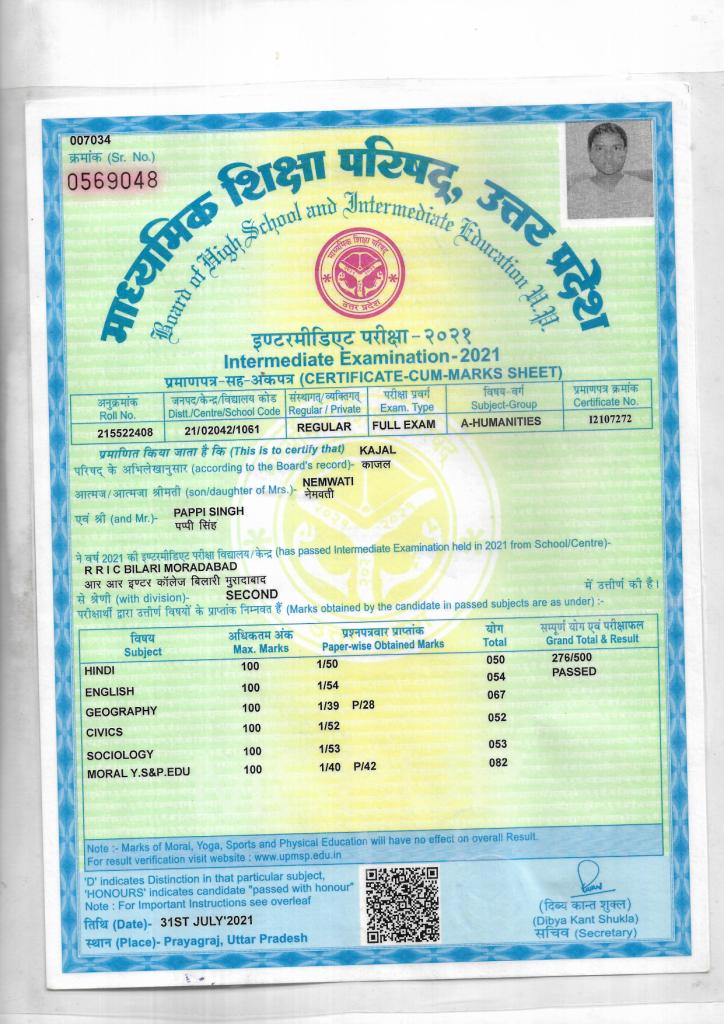 007034
क्रमांक (Sr. No.)
0569048
माध्यमिक शिक्षा परिषद्, उत्तर प्रदेश
Board of High School and Intermediate Education U.P.
माध्यमिक शिक्षा परिषद्
उत्तर प्रदेश
इण्टरमीडिएट परीक्षा-२०२१
Intermediate Examination-2021
प्रमाणपत्र-सह-अंकपत्र (CERTIFICATE-CUM-MARKS SHEET)
अनुक्रमांक जनपद/केन्द्र/विद्यालय कोड संस्थागत/व्यक्तिगत परीक्षा प्रवर्ग विषय-वर्ग प्रमाणपत्र क्रमांक
Roll No. Distt./Centre/School Code Regular / Private Exam. Type Subject-Group Certificate No.
215522408 21/02042/1061 REGULAR FULL EXAM A-HUMANITIES I2107272
प्रमाणित किया जाता है कि (This is to certify that) KAJAL
परिषद् के अभिलेखानुसार (according to the Board's record)- काजल
आत्मज/आत्मजा श्रीमती (son/daughter of Mrs.)- NEMWATI
नेमवती
एवं श्री (and Mr.)- PAPPI SINGH
पप्पी सिंह
ने वर्ष 2021 की इण्टरमीडिएट परीक्षा विद्यालय/केन्द्र (has passed Intermediate Examination held in 2021 from School/Centre)-
R R I C BILARI MORADABAD
आर आर इण्टर कॉलेज बिलारी मुरादाबाद में उत्तीर्ण की है।
से श्रेणी (with division)- SECOND
परीक्षार्थी द्वारा उत्तीर्ण विषयों के प्राप्तांक निम्नवत हैं (Marks obtained by the candidate in passed subjects are as under) :-
विषय अधिकतम अंक प्रश्नपत्रवार प्राप्तांक योग सम्पूर्ण योग एवं परीक्षाफल
Subject Max. Marks Paper-wise Obtained Marks Total Grand Total & Result
HINDI 100 1/50 050 276/500
PASSED
ENGLISH 100 1/54 054
GEOGRAPHY 100 1/39 P/28 067
CIVICS 100 1/52 052
SOCIOLOGY 100 1/53 053
MORAL Y.S&P.EDU 100 1/40 P/42 082
Note :- Marks of Moral, Yoga, Sports and Physical Education will have no effect on overall Result.
For result verification visit website : www.upmsp.edu.in
'D' indicates Distinction in that particular subject,
'HONOURS' indicates candidate "passed with honour"
Note : For Important Instructions see overleaf
तिथि (Date)- 31ST JULY'2021
स्थान (Place)- Prayagraj, Uttar Pradesh
(दिब्य कान्त शुक्ल)
(Dibya Kant Shukla)
सचिव (Secretary)